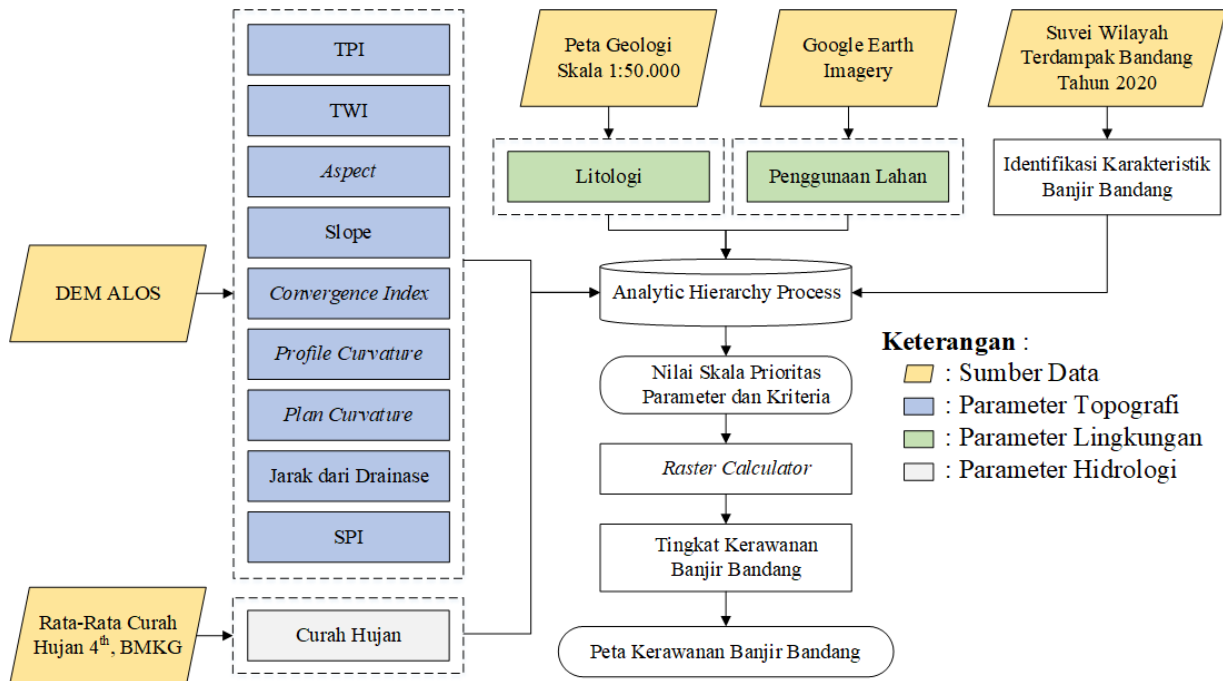 TPI
TWI
Aspect
Slope
Convergence Index
Profile Curvature
Plan Curvature
Jarak dari Drainase
SPI
DEM ALOS
Rata-Rata Curah
Hujan 4th, BMKG
Curah Hujan
Peta Geologi
Skala 1:50.000
Google Earth
Imagery
Suvei Wilayah
Terdampak Bandang
Tahun 2020
Litologi
Penggunaan Lahan
Identifikasi Karakteristik
Banjir Bandang
Analytic Hierarchy Process
Nilai Skala Prioritas
Parameter dan Kriteria
Raster Calculator
Tingkat Kerawanan
Banjir Bandang
Peta Kerawanan Banjir Bandang
Keterangan :
: Sumber Data
: Parameter Topografi
: Parameter Lingkungan
: Parameter Hidrologi